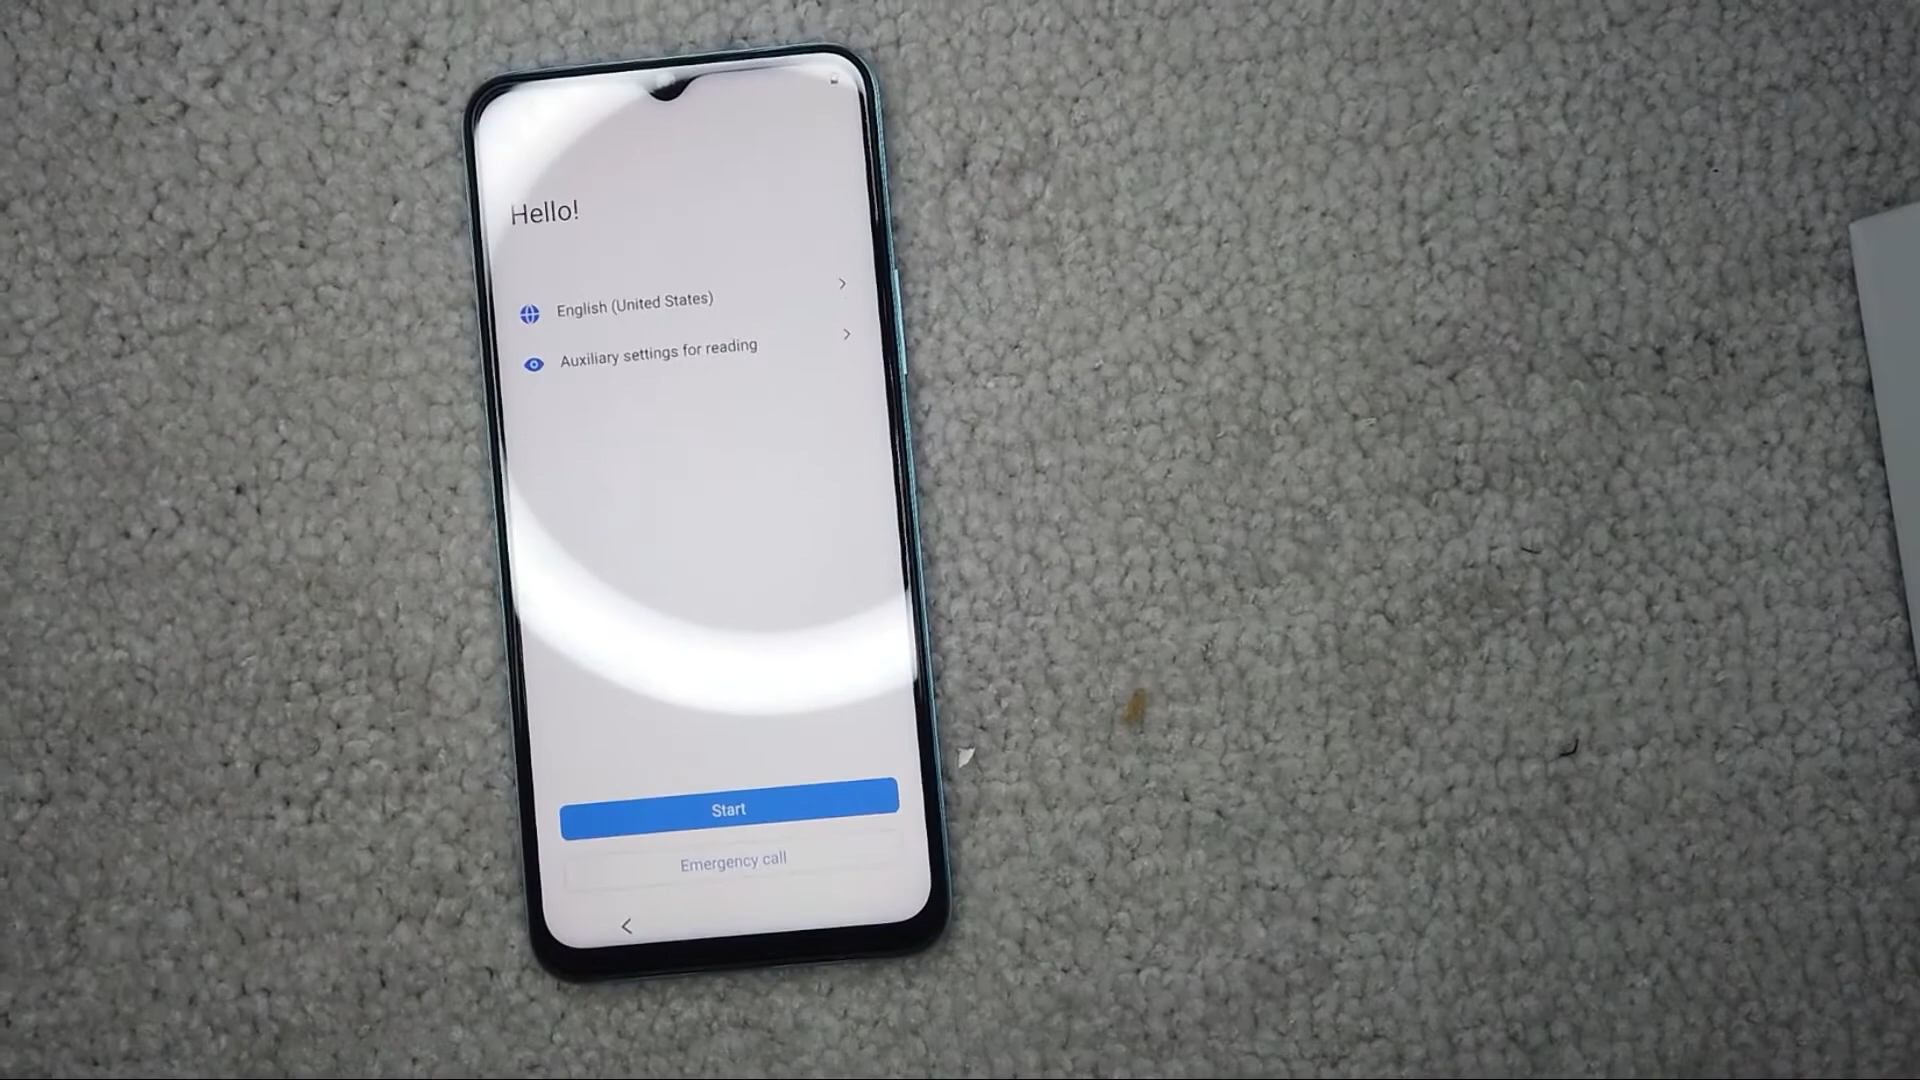 Hello!
English (United States)
Auxiliary settings for reading
Start
Emergency call